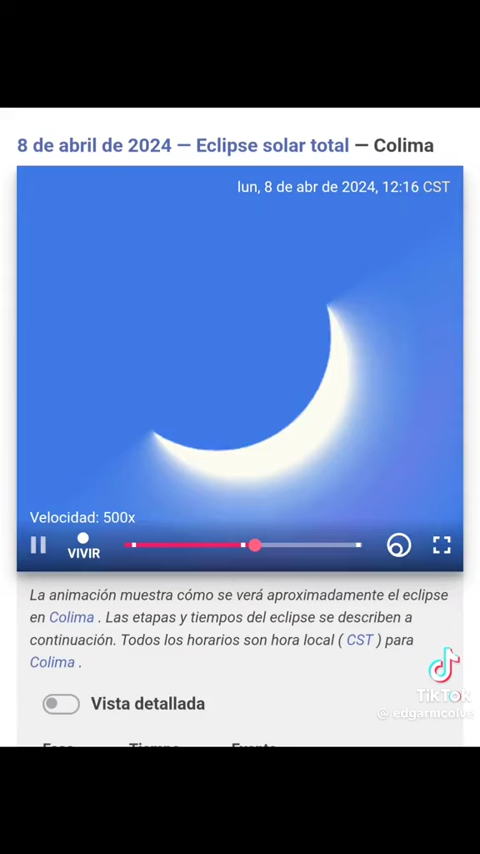 8 de abril de 2024 — Eclipse solar total — Colima
lun, 8 de abr de 2024, 12:16 CST
Velocidad: 500x
VIVIR
La animación muestra cómo se verá aproximadamente el eclipse
en Colima . Las etapas y tiempos del eclipse se describen a
continuación. Todos los horarios son hora local ( CST ) para
Colima .
TikTok
Vista detallada